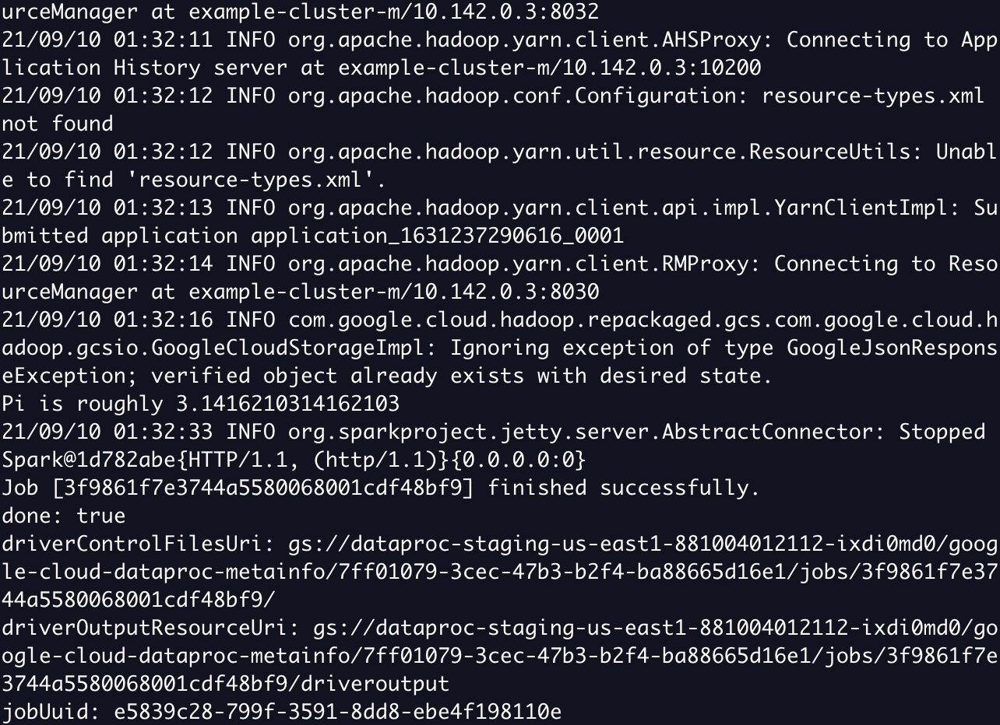 urceManager at example-cluster-m/10.142.0.3:8032
21/09/10 01:32:11 INFO org.apache.hadoop.yarn.client.AHSProxy: Connecting to App
lication History server at example-cluster-m/10.142.0.3:10200
21/09/10 01:32:12 INFO org.apache.hadoop.conf.Configuration: resource-types.xml
not found
21/09/10 01:32:12 INFO org.apache.hadoop.yarn.util.resource.ResourceUtils: Unabl
e to find 'resource-types.xml'.
21/09/10 01:32:13 INFO org.apache.hadoop.yarn.client.api.impl.YarnClientImpl: Su
bmitted application application_1631237290616_0001
21/09/10 01:32:14 INFO org.apache.hadoop.yarn.client.RMProxy: Connecting to Reso
urceManager at example-cluster-m/10.142.0.3:8030
21/09/10 01:32:16 INFO com.google.cloud.hadoop.repackaged.gcs.com.google.cloud.h
adoop.gcsio.GoogleCloudStorageImpl: Ignoring exception of type GoogleJsonRespons
eException; verified object already exists with desired state.
Pi is roughly 3.1416210314162103
21/09/10 01:32:33 INFO org.sparkproject.jetty.server.AbstractConnector: Stopped
Spark@1d782abe{HTTP/1.1, (http/1.1)}{0.0.0.0:0}
Job [3f9861f7e3744a5580068001cdf48bf9] finished successfully.
done: true
driverControlFilesUri: gs://dataproc-staging-us-east1-881004012112-ixdi0md0/goog
le-cloud-dataproc-metainfo/7ff01079-3cec-47b3-b2f4-ba88665d16e1/jobs/3f9861f7e37
44a5580068001cdf48bf9/
driverOutputResourceUri: gs://dataproc-staging-us-east1-881004012112-ixdi0md0/go
ogle-cloud-dataproc-metainfo/7ff01079-3cec-47b3-b2f4-ba88665d16e1/jobs/3f9861f7e
3744a5580068001cdf48bf9/driveroutput
jobUuid: e5839c28-799f-3591-8dd8-ebe4f198110e